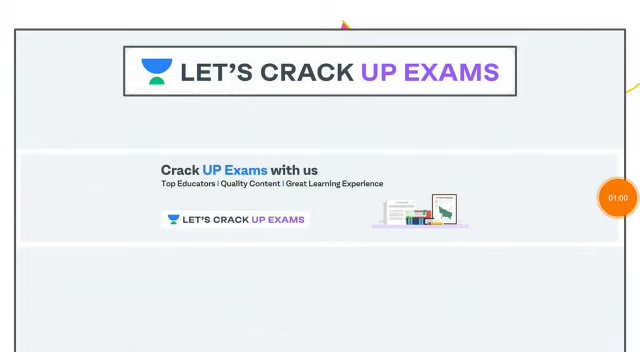 LET'S CRACK UP EXAMS
Crack UP Exams with us
Top Educators | Quality Content | Great Learning Experience
LET'S CRACK UP EXAMS
01:00